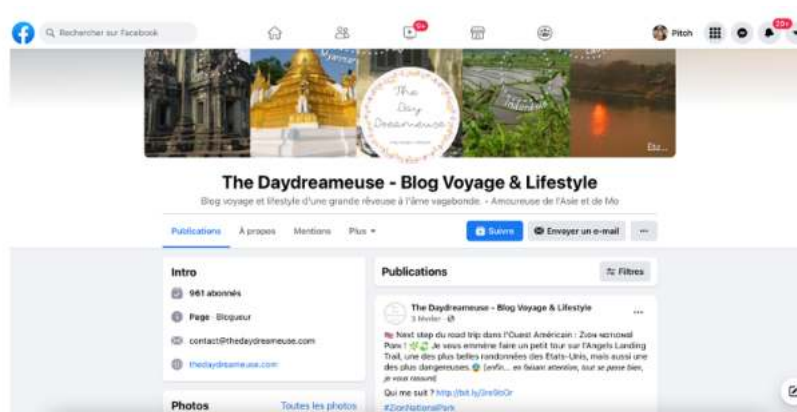 Rechercher sur Facebook
9+
Pitch
20+
Myanmar
The
Day
Dreameuse
Indonésie
The Daydreameuse - Blog Voyage & Lifestyle
Blog voyage et lifestyle d'une grande rêveuse à l'âme vagabonde. - Amoureuse de l'Asie et de Mo
Publications À propos Mentions Plus
Suivre
Envoyer un e-mail
Intro
961 abonnés
Page · Blogueur
contact@thedaydreameuse.com
thedaydreameuse.com
Photos
Toutes les photos
Publications
Filtres
The Daydreameuse - Blog Voyage & Lifestyle
3 février
Next step du road trip dans l'Ouest Américain : Zion National
Park ! Je vous emmène faire un petit tour sur l'Angels Landing
Trail, une des plus belles randonnées des États-Unis, mais aussi une
des plus dangereuses. (enfin... en faisant attention, tout se passe bien,
je vous rassure)
Qui me suit ?
#ZionNationalPark